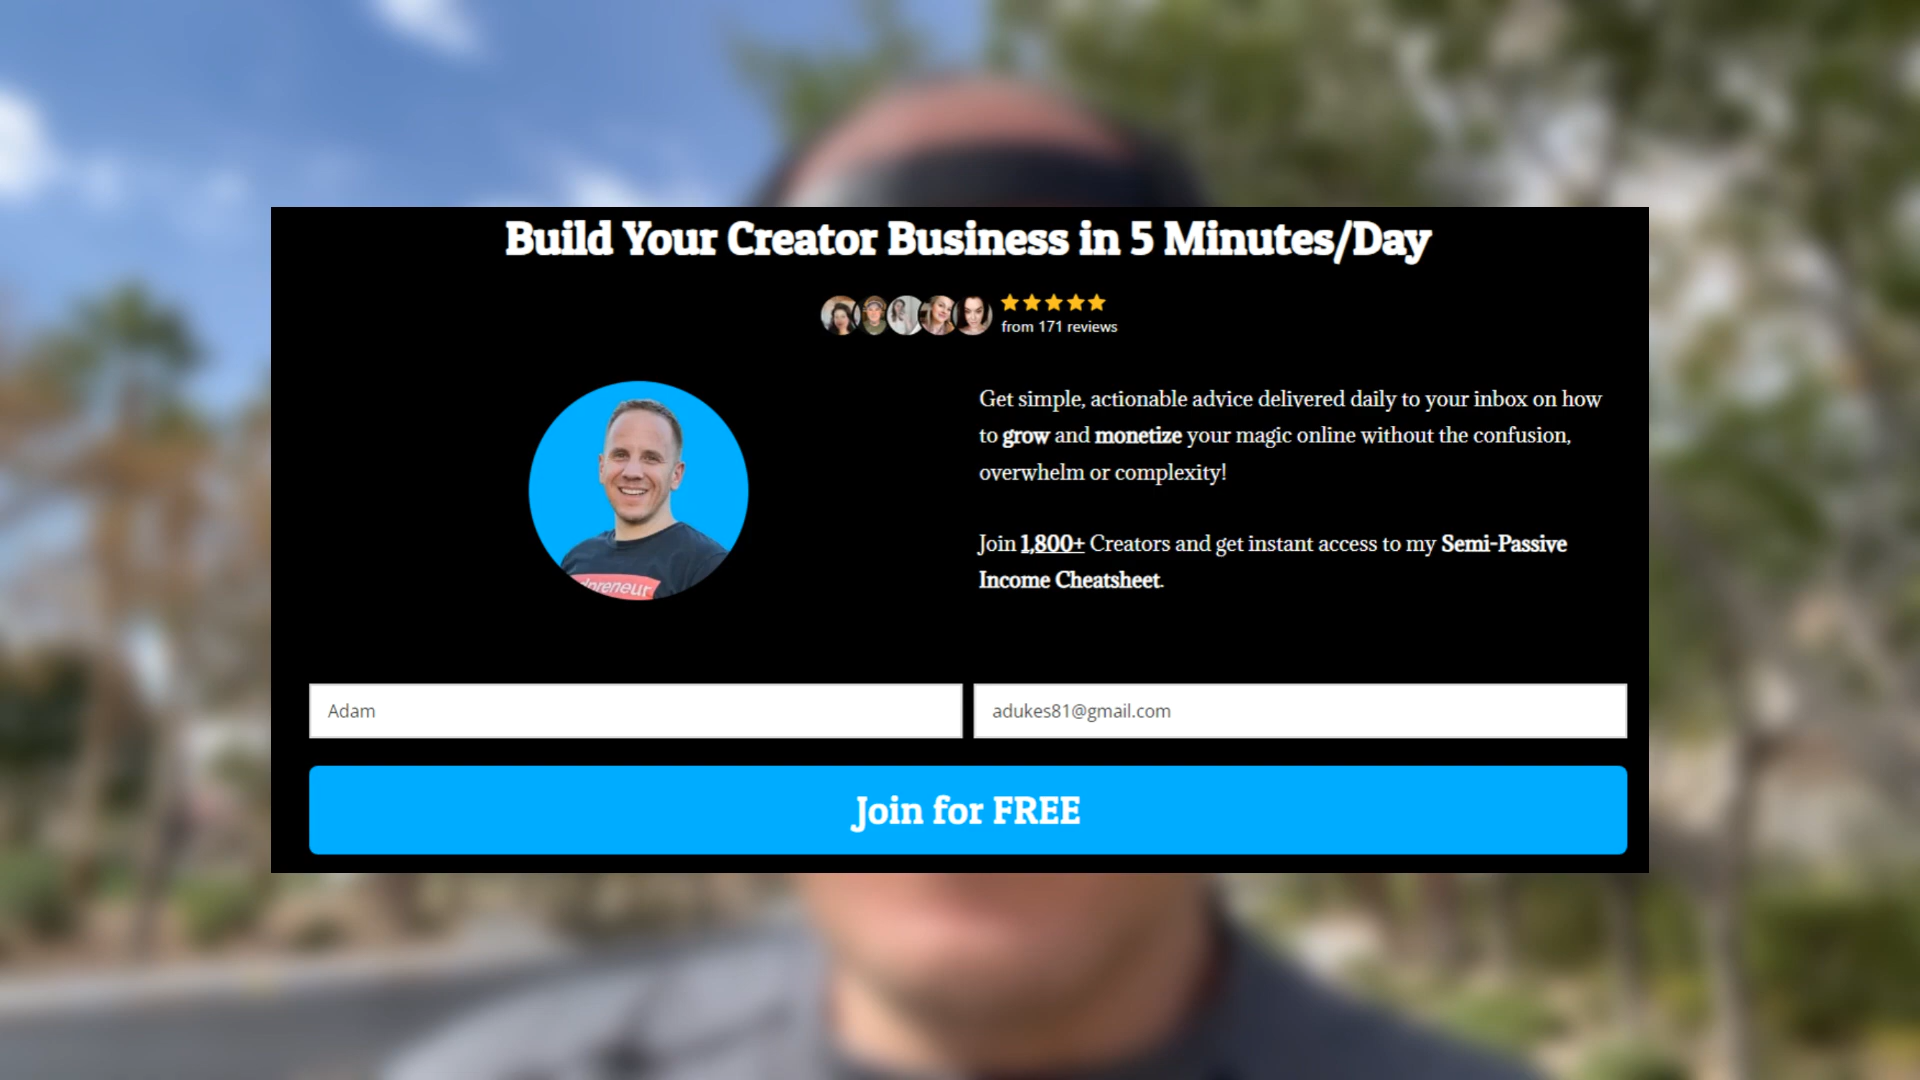 Build Your Creator Business in 5 Minutes/Day
from 171 reviews
Get simple, actionable advice delivered daily to your inbox on how
to grow and monetize your magic online without the confusion,
overwhelm or complexity!
Join 1,800+ Creators and get instant access to my Semi-Passive
Income Cheatsheet.
preneur
Adam
adukes81@gmail.com
Join for FREE